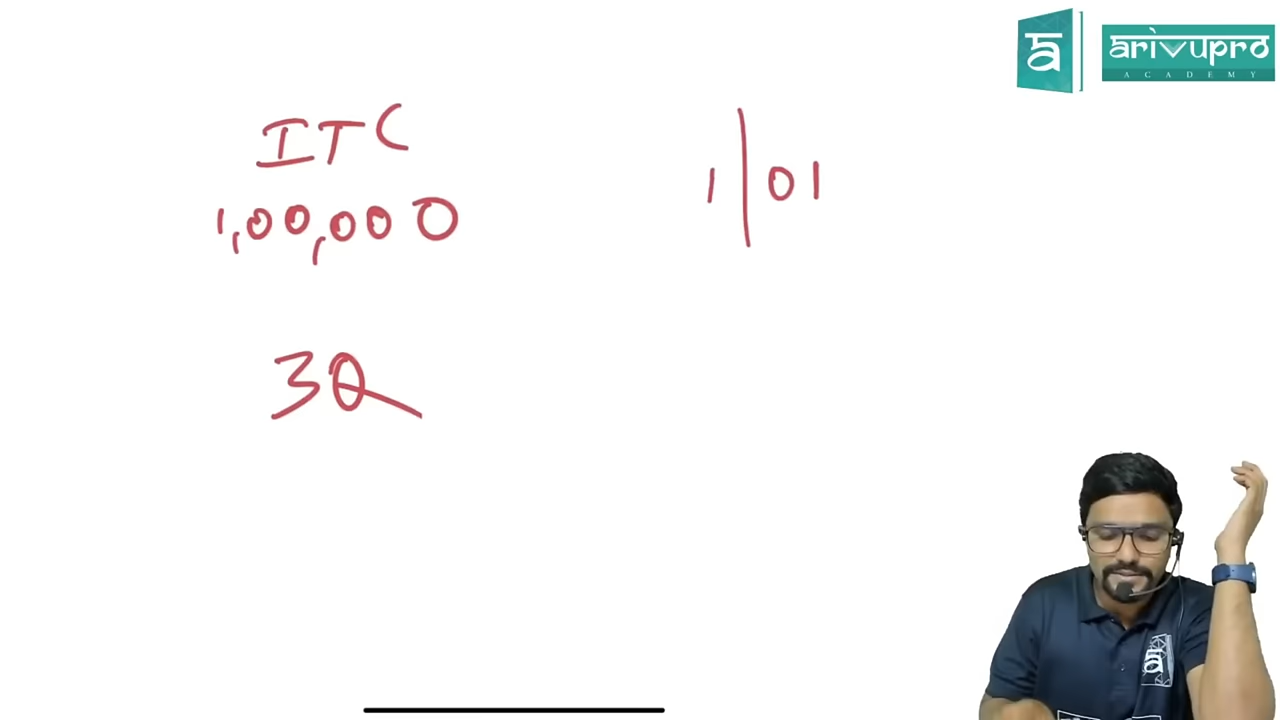 ā
arivupro
ACADEMY
ITC
1,00,000
1 | 01
3Q